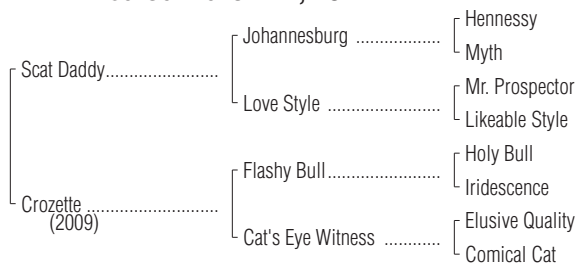 Hennessy
Johannesburg ..................
Myth
Scat Daddy........................
Mr. Prospector
Love Style ........................
Likeable Style
Holy Bull
Flashy Bull........................
Iridescence
Crozette ............................
(2009)
Elusive Quality
Cat's Eye Witness ............
Comical Cat